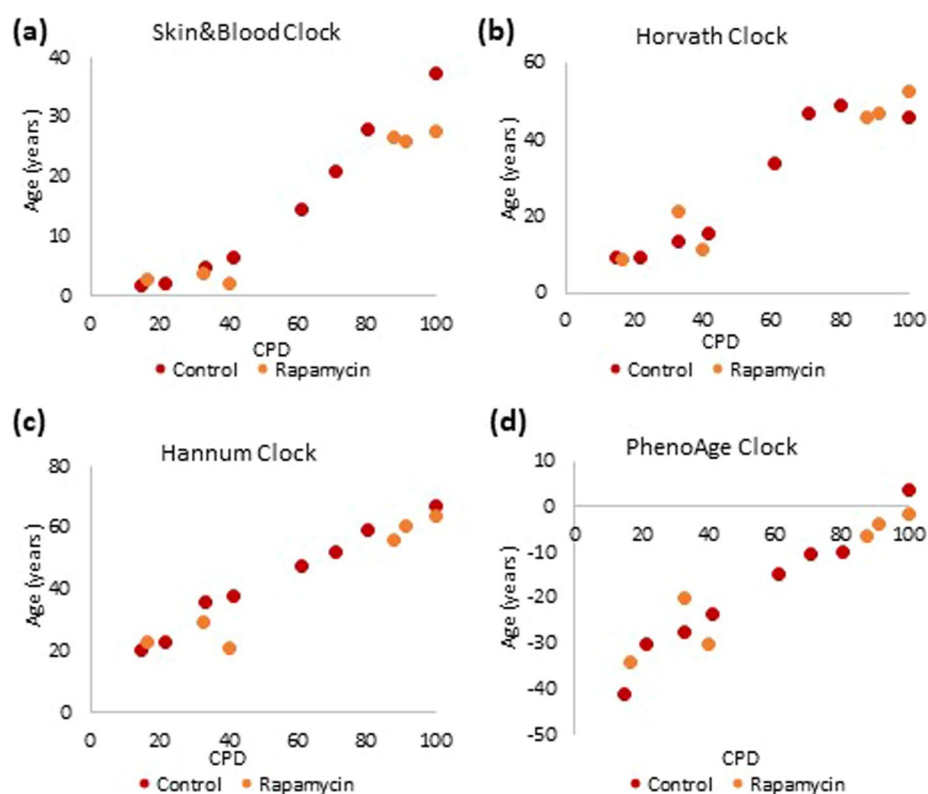 (a)
Skin&Blood Clock
Age (years)
40
30
20
10
0
0 20 40 60 80 100
CPD
Control Rapamycin
(b)
Horvath Clock
Age (years)
60
40
20
0
0 20 40 60 80 100
CPD
Control Rapamycin
(c)
Hannum Clock
Age (years)
80
60
40
20
0
0 20 40 60 80 100
CPD
Control Rapamycin
(d)
PhenoAge Clock
Age (years)
10
0
-10
-20
-30
-40
-50
0 20 40 60 80 100
CPD
Control Rapamycin